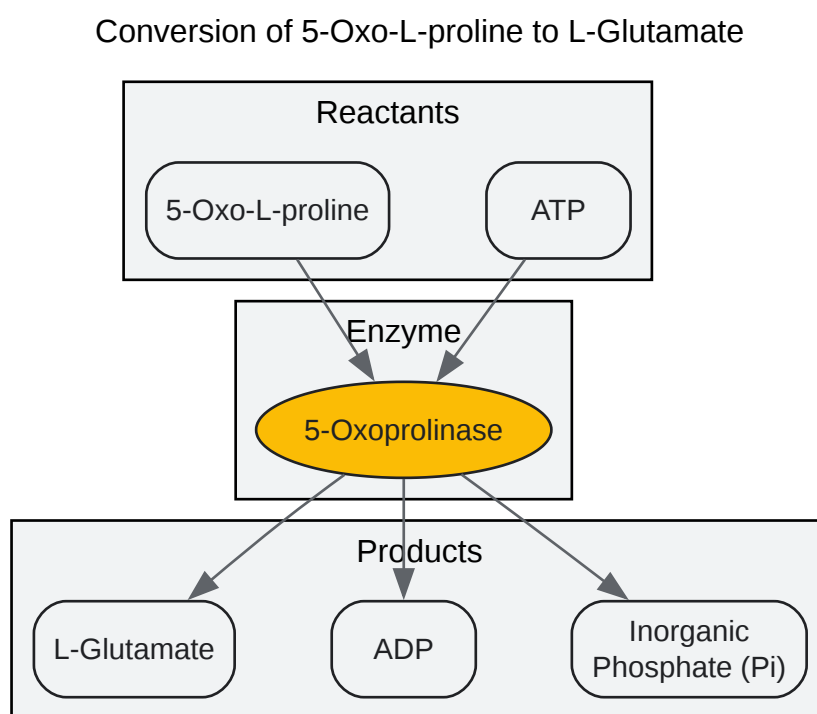 Conversion of 5-Oxo-L-proline to L-Glutamate
Reactants
5-Oxo-L-proline
ATP
Enzyme
5-Oxoprolinase
Products
L-Glutamate
ADP
Inorganic
Phosphate (Pi)